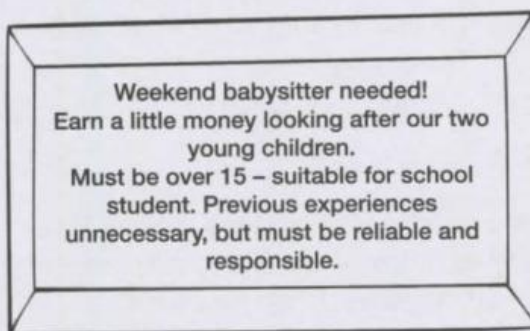 Weekend babysitter needed!
Earn a little money looking after our two
young children.
Must be over 15 – suitable for school
student. Previous experiences
unnecessary, but must be reliable and
responsible.